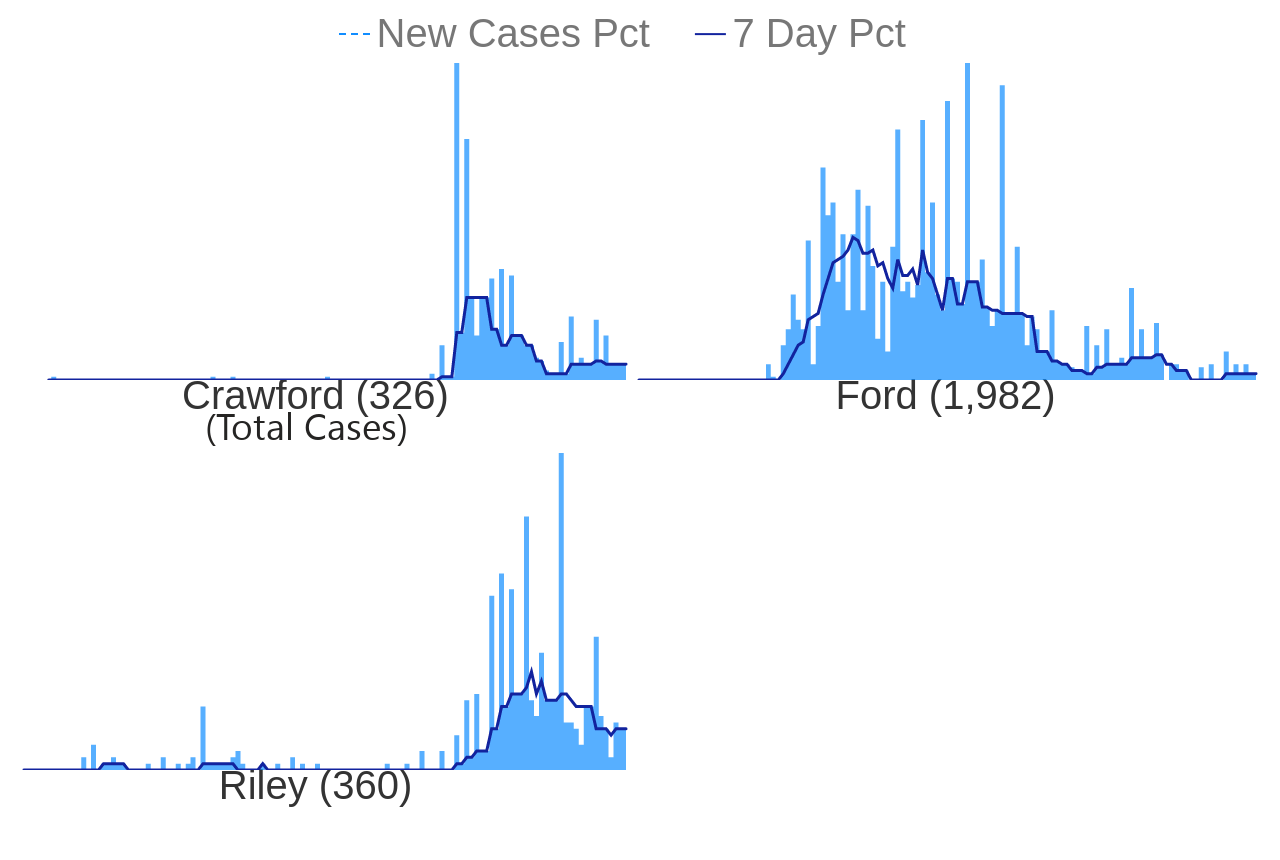 New Cases Pct 7 Day Pct
Crawford (326)
(Total Cases)
Ford (1,982)
Riley (360)